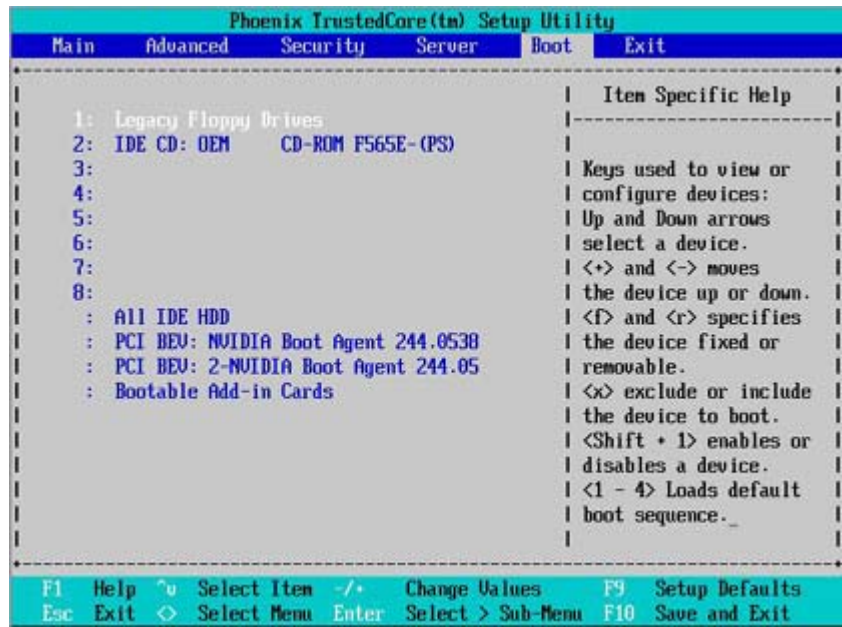 Phoenix TrustedCore(tm) Setup Utility
Main Advanced Security Server Boot Exit
Item Specific Help
1: Legacy Floppy Drives
2: IDE CD: OEM CD-ROM F565E-(PS)
3:
4:
5:
6:
7:
8:
: All IDE HDD
: PCI BEV: NVIDIA Boot Agent 244.0538
: PCI BEV: 2-NVIDIA Boot Agent 244.05
: Bootable Add-in Cards
Keys used to view or
configure devices:
Up and Down arrows
select a device.
<+> and <-> moves
the device up or down.
<f> and <r> specifies
the device fixed or
removable.
<x> exclude or include
the device to boot.
<Shift + 1> enables or
disables a device.
<1 - 4> Loads default
boot sequence._
F1 Help ^v Select Item -/+ Change Values F9 Setup Defaults
Esc Exit <> Select Menu Enter Select > Sub-Menu F10 Save and Exit